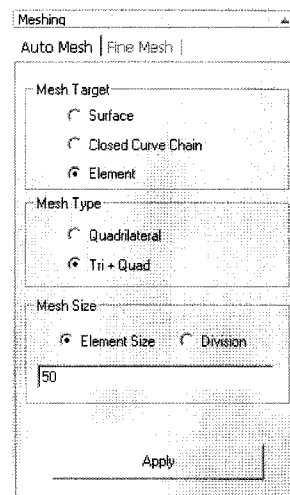 Meshing
Auto Mesh Fine Mesh
Mesh Target
Surface
Closed Curve Chain
Element
Mesh Type
Quadrilateral
Tri + Quad
Mesh Size
Element Size Division
50
Apply